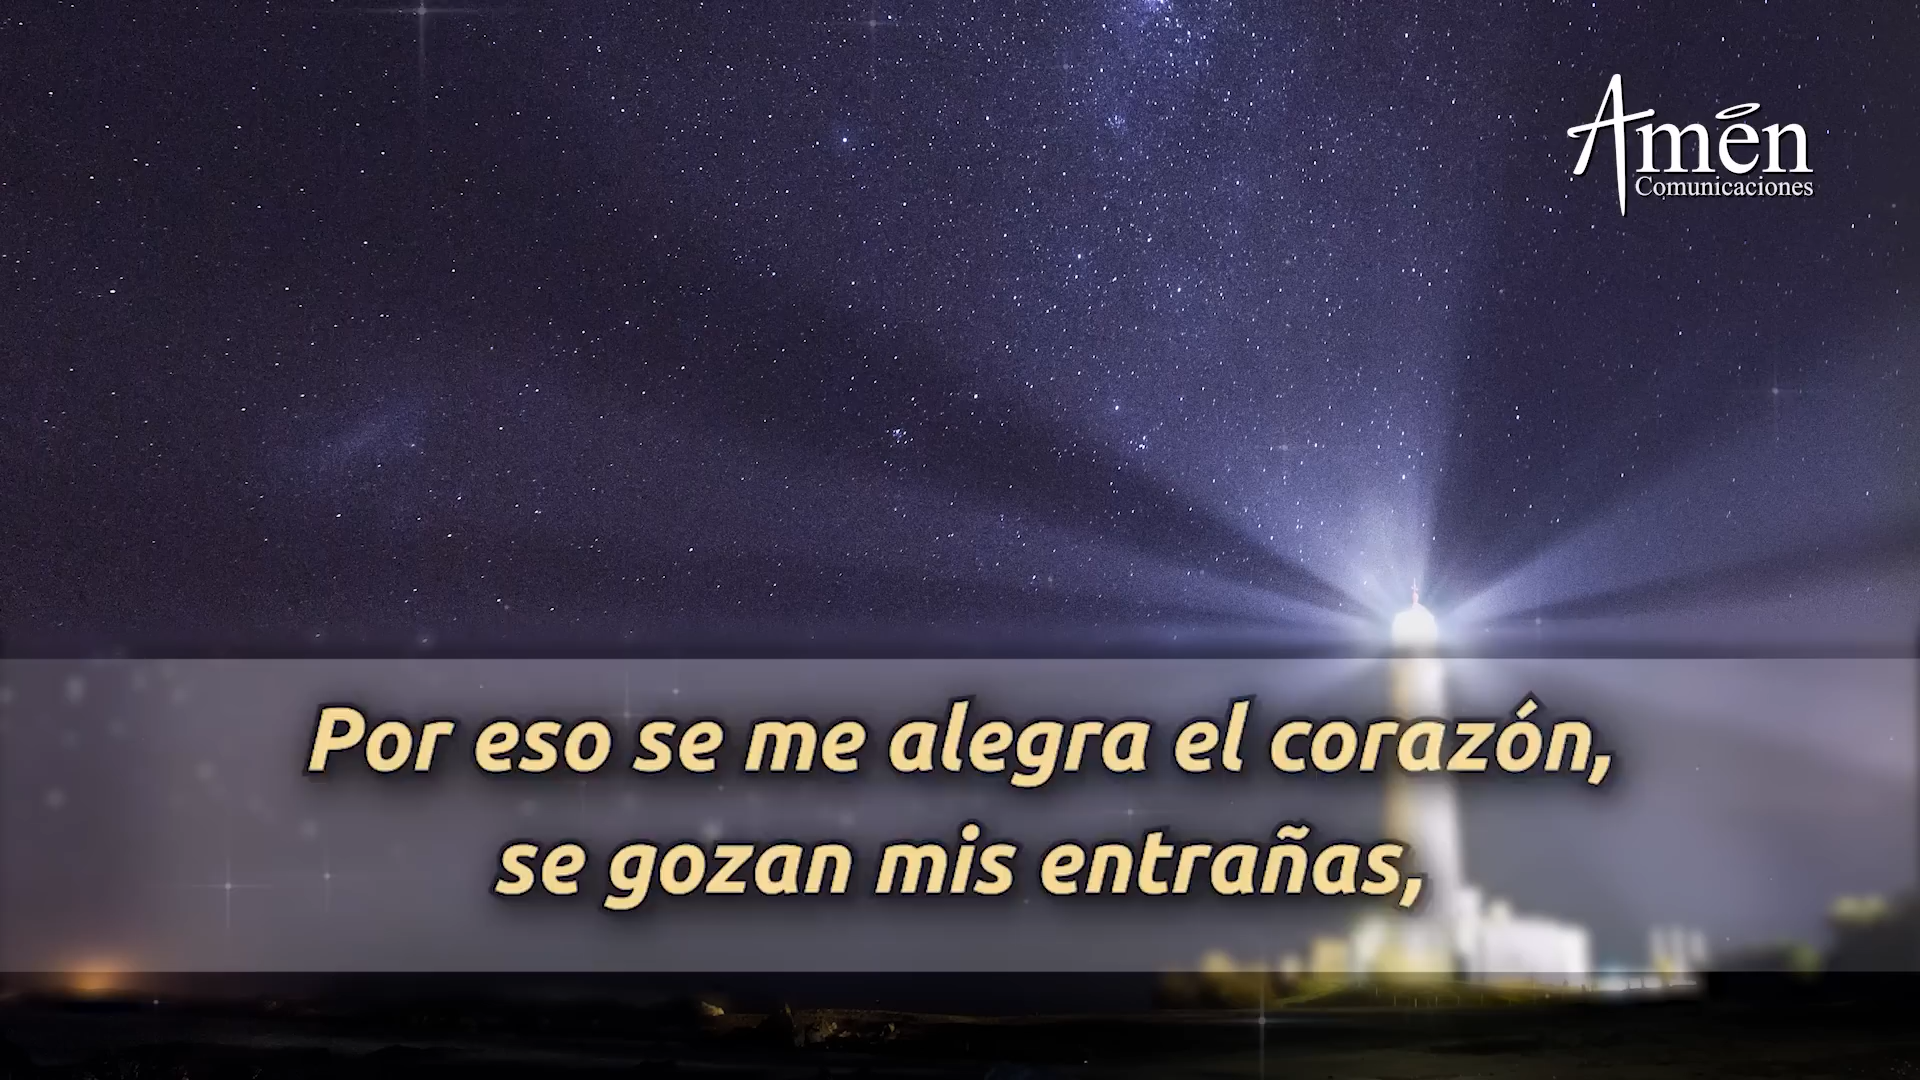 Amén
Comunicaciones
Por eso se me alegra el corazón,
se gozan mis entrañas,